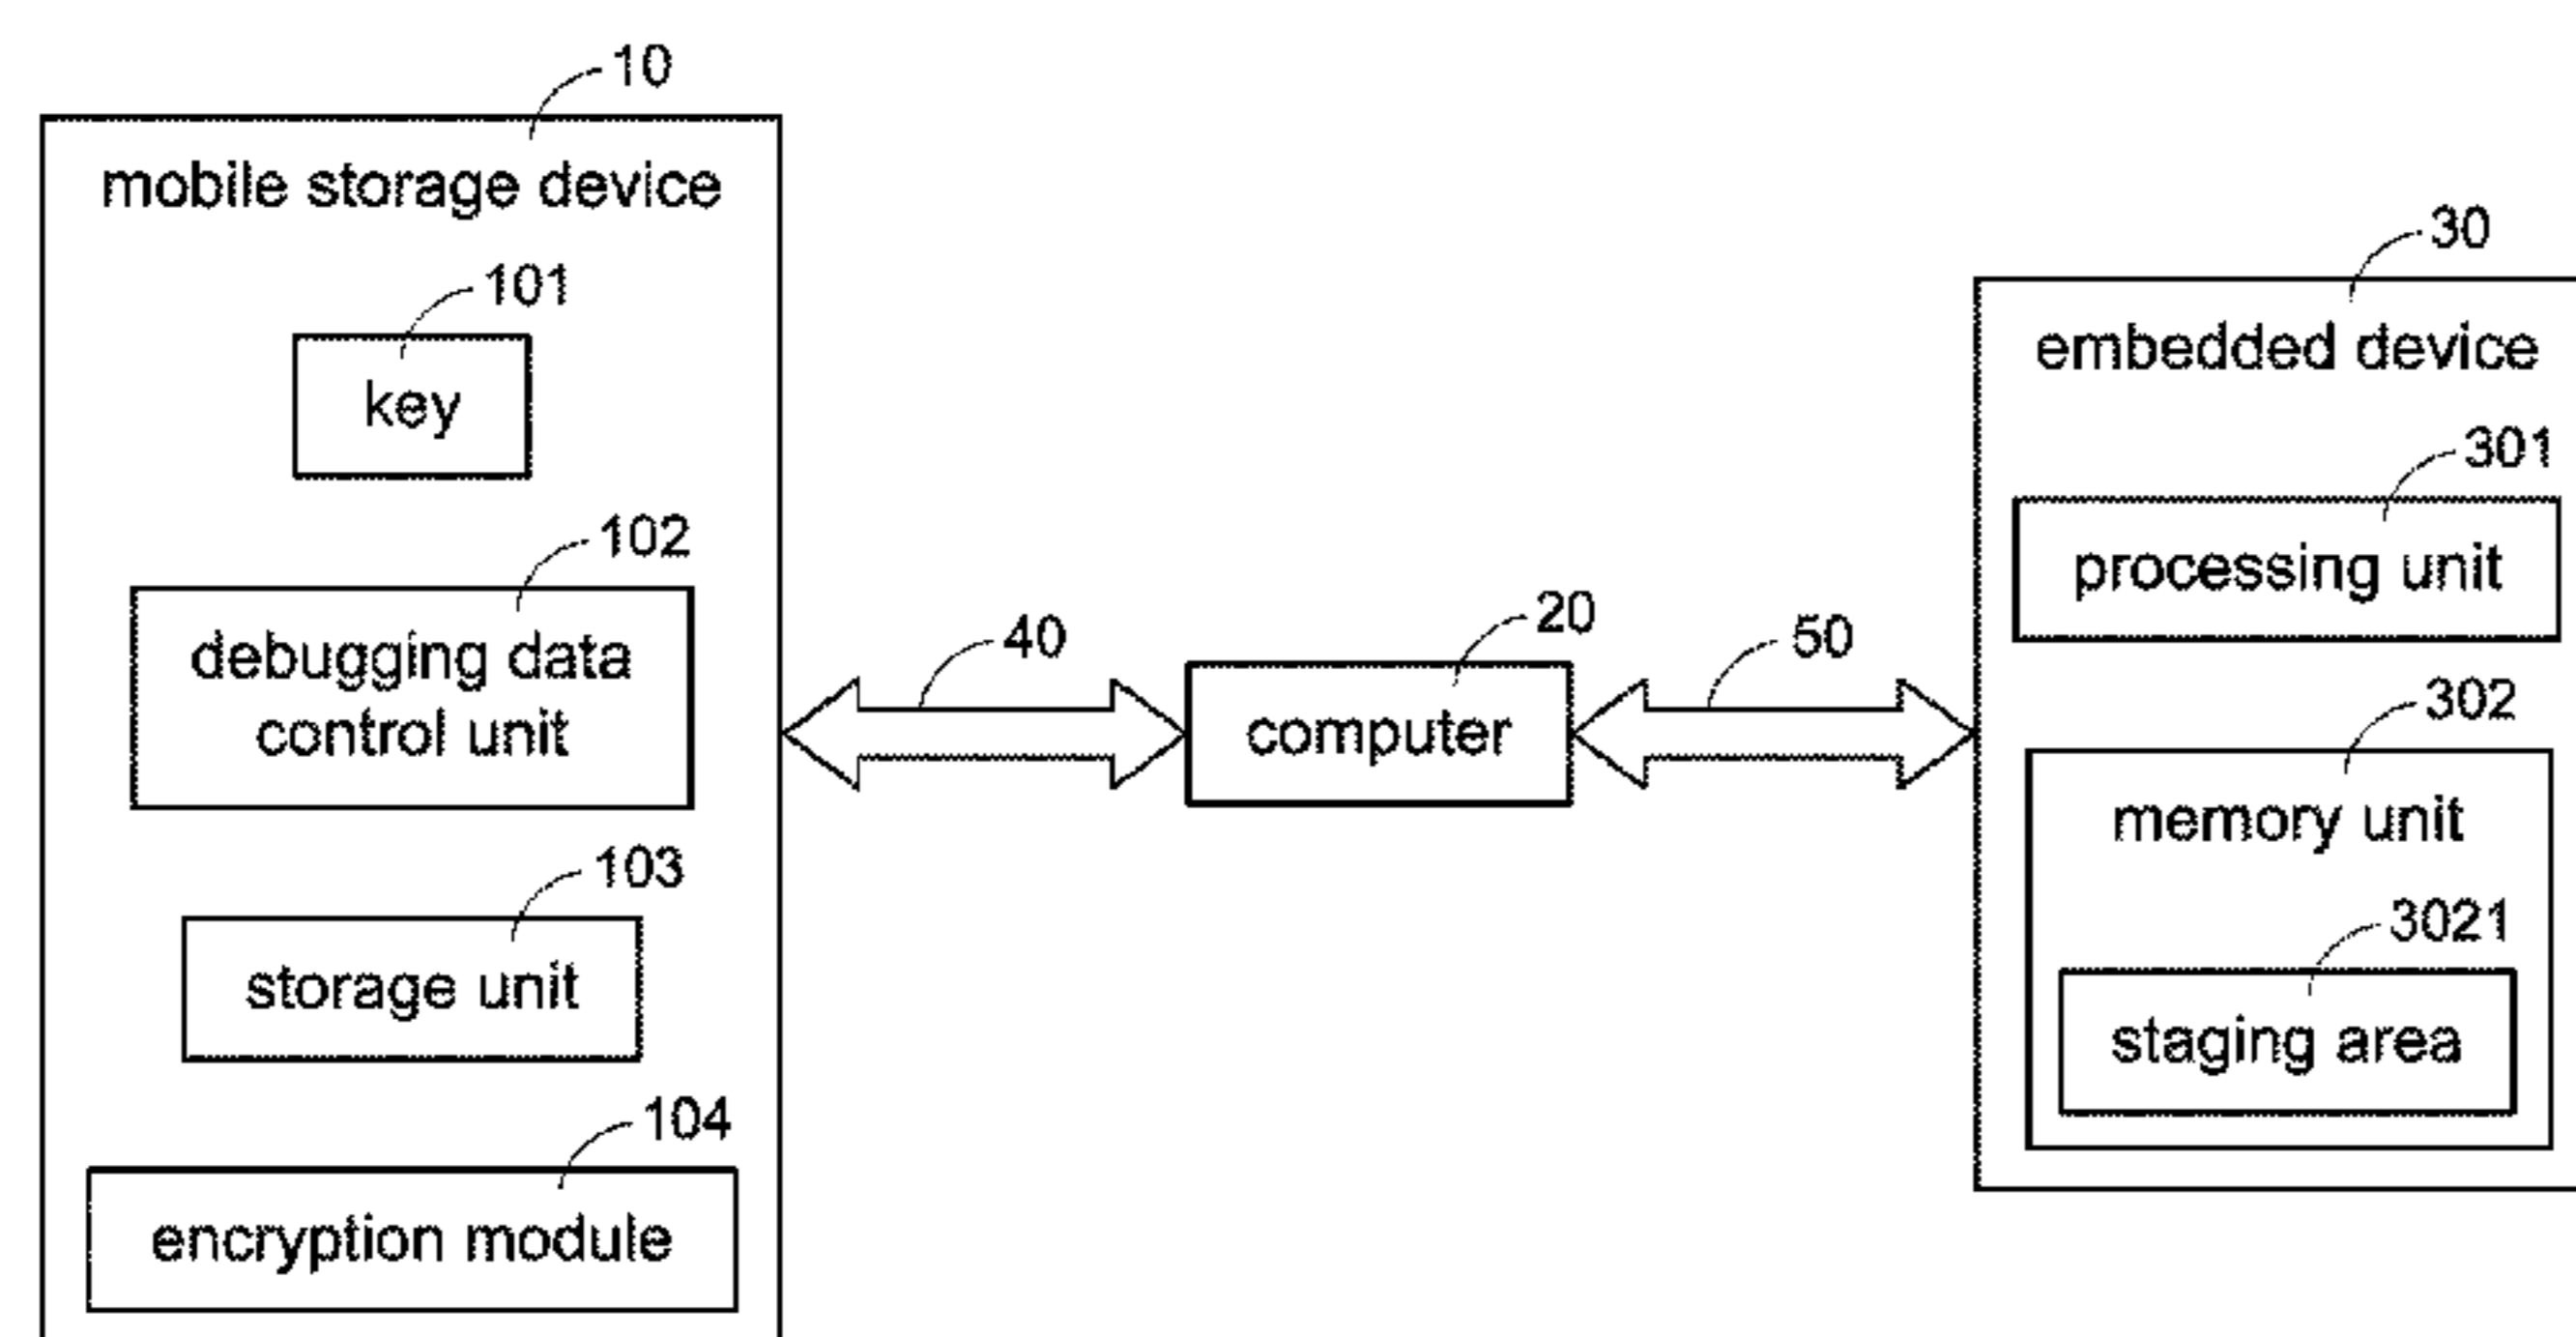 10
mobile storage device
101
key
102
debugging data
control unit
103
storage unit
104
encryption module
40
20
computer
50
30
embedded device
301
processing unit
302
memory unit
3021
staging area